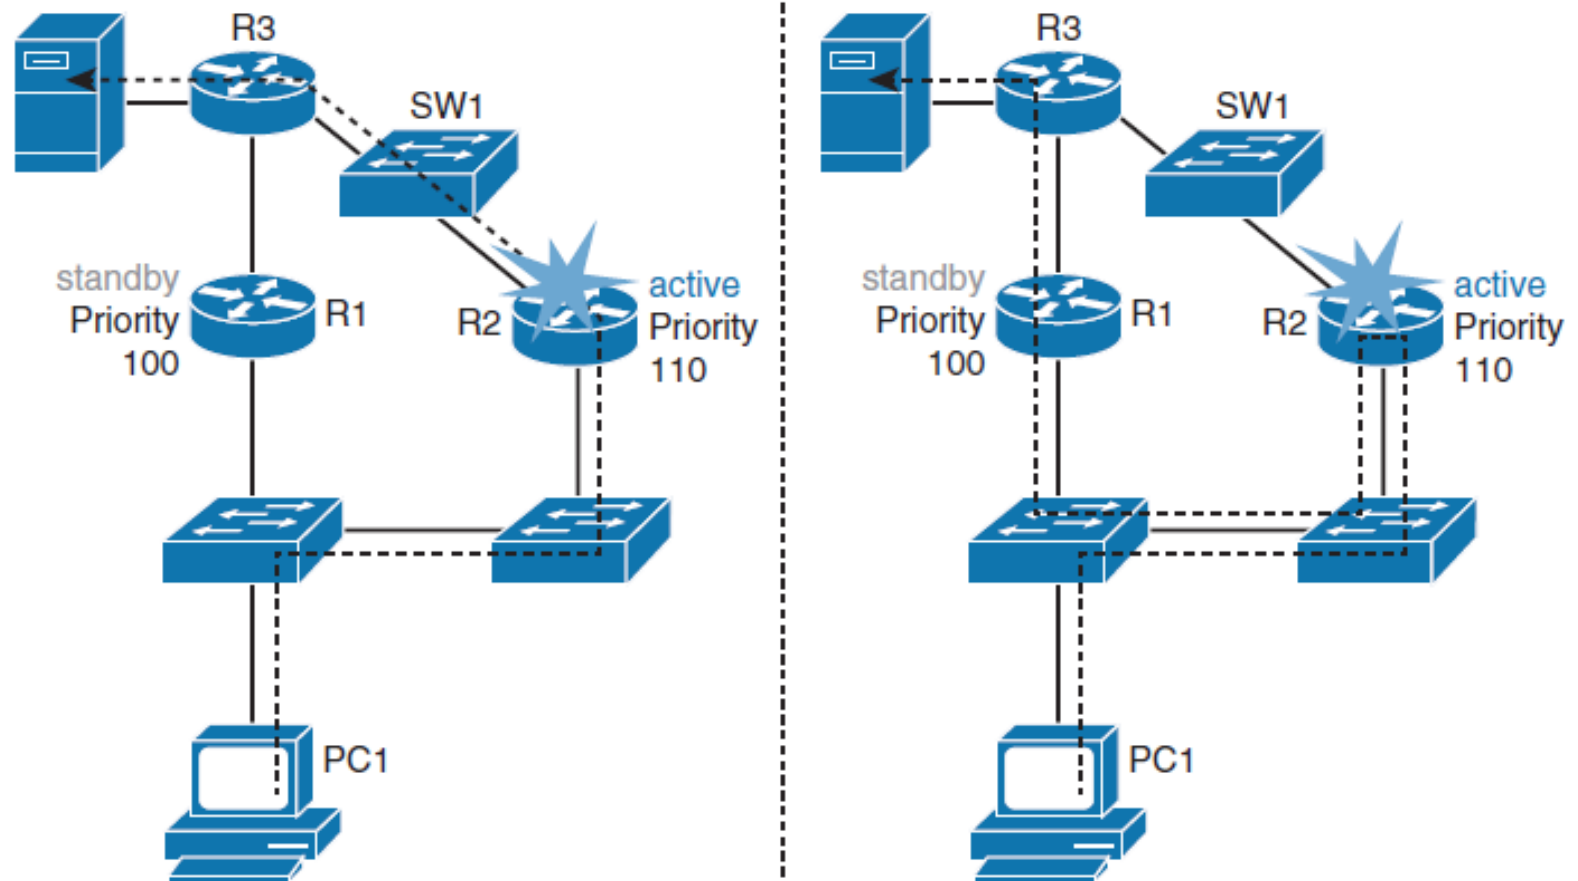 R3
SW1
standby
Priority
100
R1
R2
active
Priority
110
PC1
R3
SW1
standby
Priority
100
R1
R2
active
Priority
110
PC1